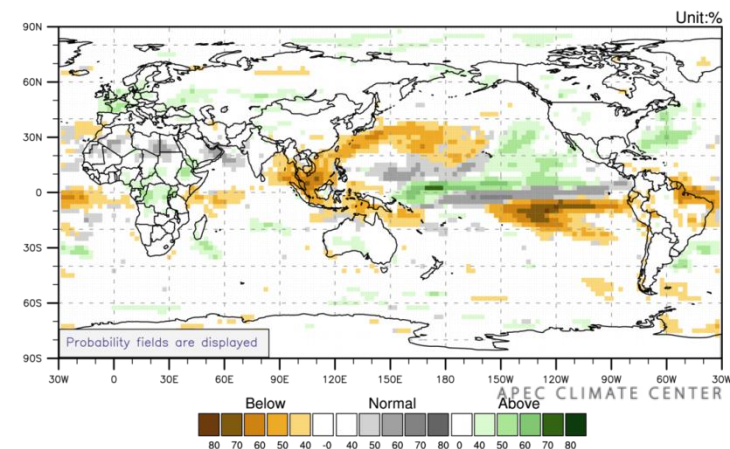 Unit:%
90N
60N
30N
0
30S
60S
90S
Probability fields are displayed
30W 0 30E 60E 90E 120E 150E 180 150W 120W 90W 60W 30W
APEC CLIMATE CENTER
Below Normal Above
80 70 60 50 40 -0 40 50 60 70 80 0 40 50 60 70 80